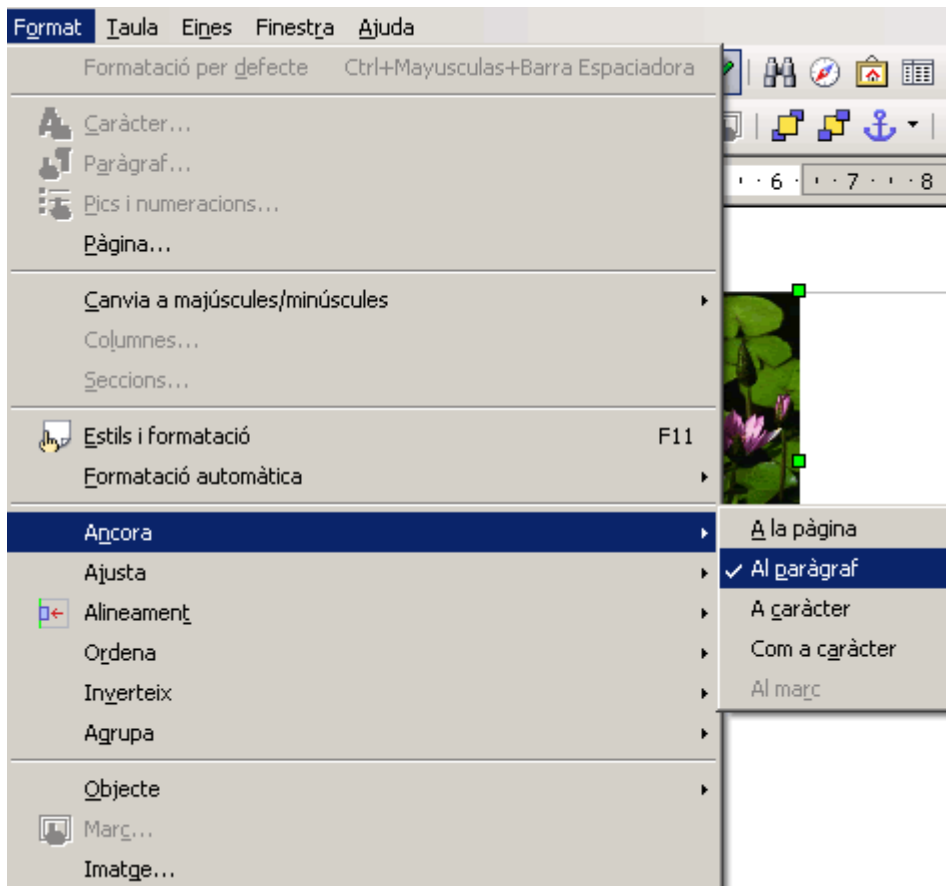 Format Taula Eines Finestra Ajuda
Formatació per defecte Ctrl+Mayusculas+Barra Espaciadora
Caràcter...
Paràgraf...
Pics i numeracions...
Pàgina...
6 7 8
Canvia a majúscules/minúscules
Columnes...
Seccions...
Estils i formatació F11
Formatació automàtica
Ancora
Ajusta
Alineament
Ordena
Inverteix
Agrupa
Objecte
Marc...
Imatge...
A la pàgina
Al paràgraf
A caràcter
Com a caràcter
Al marc